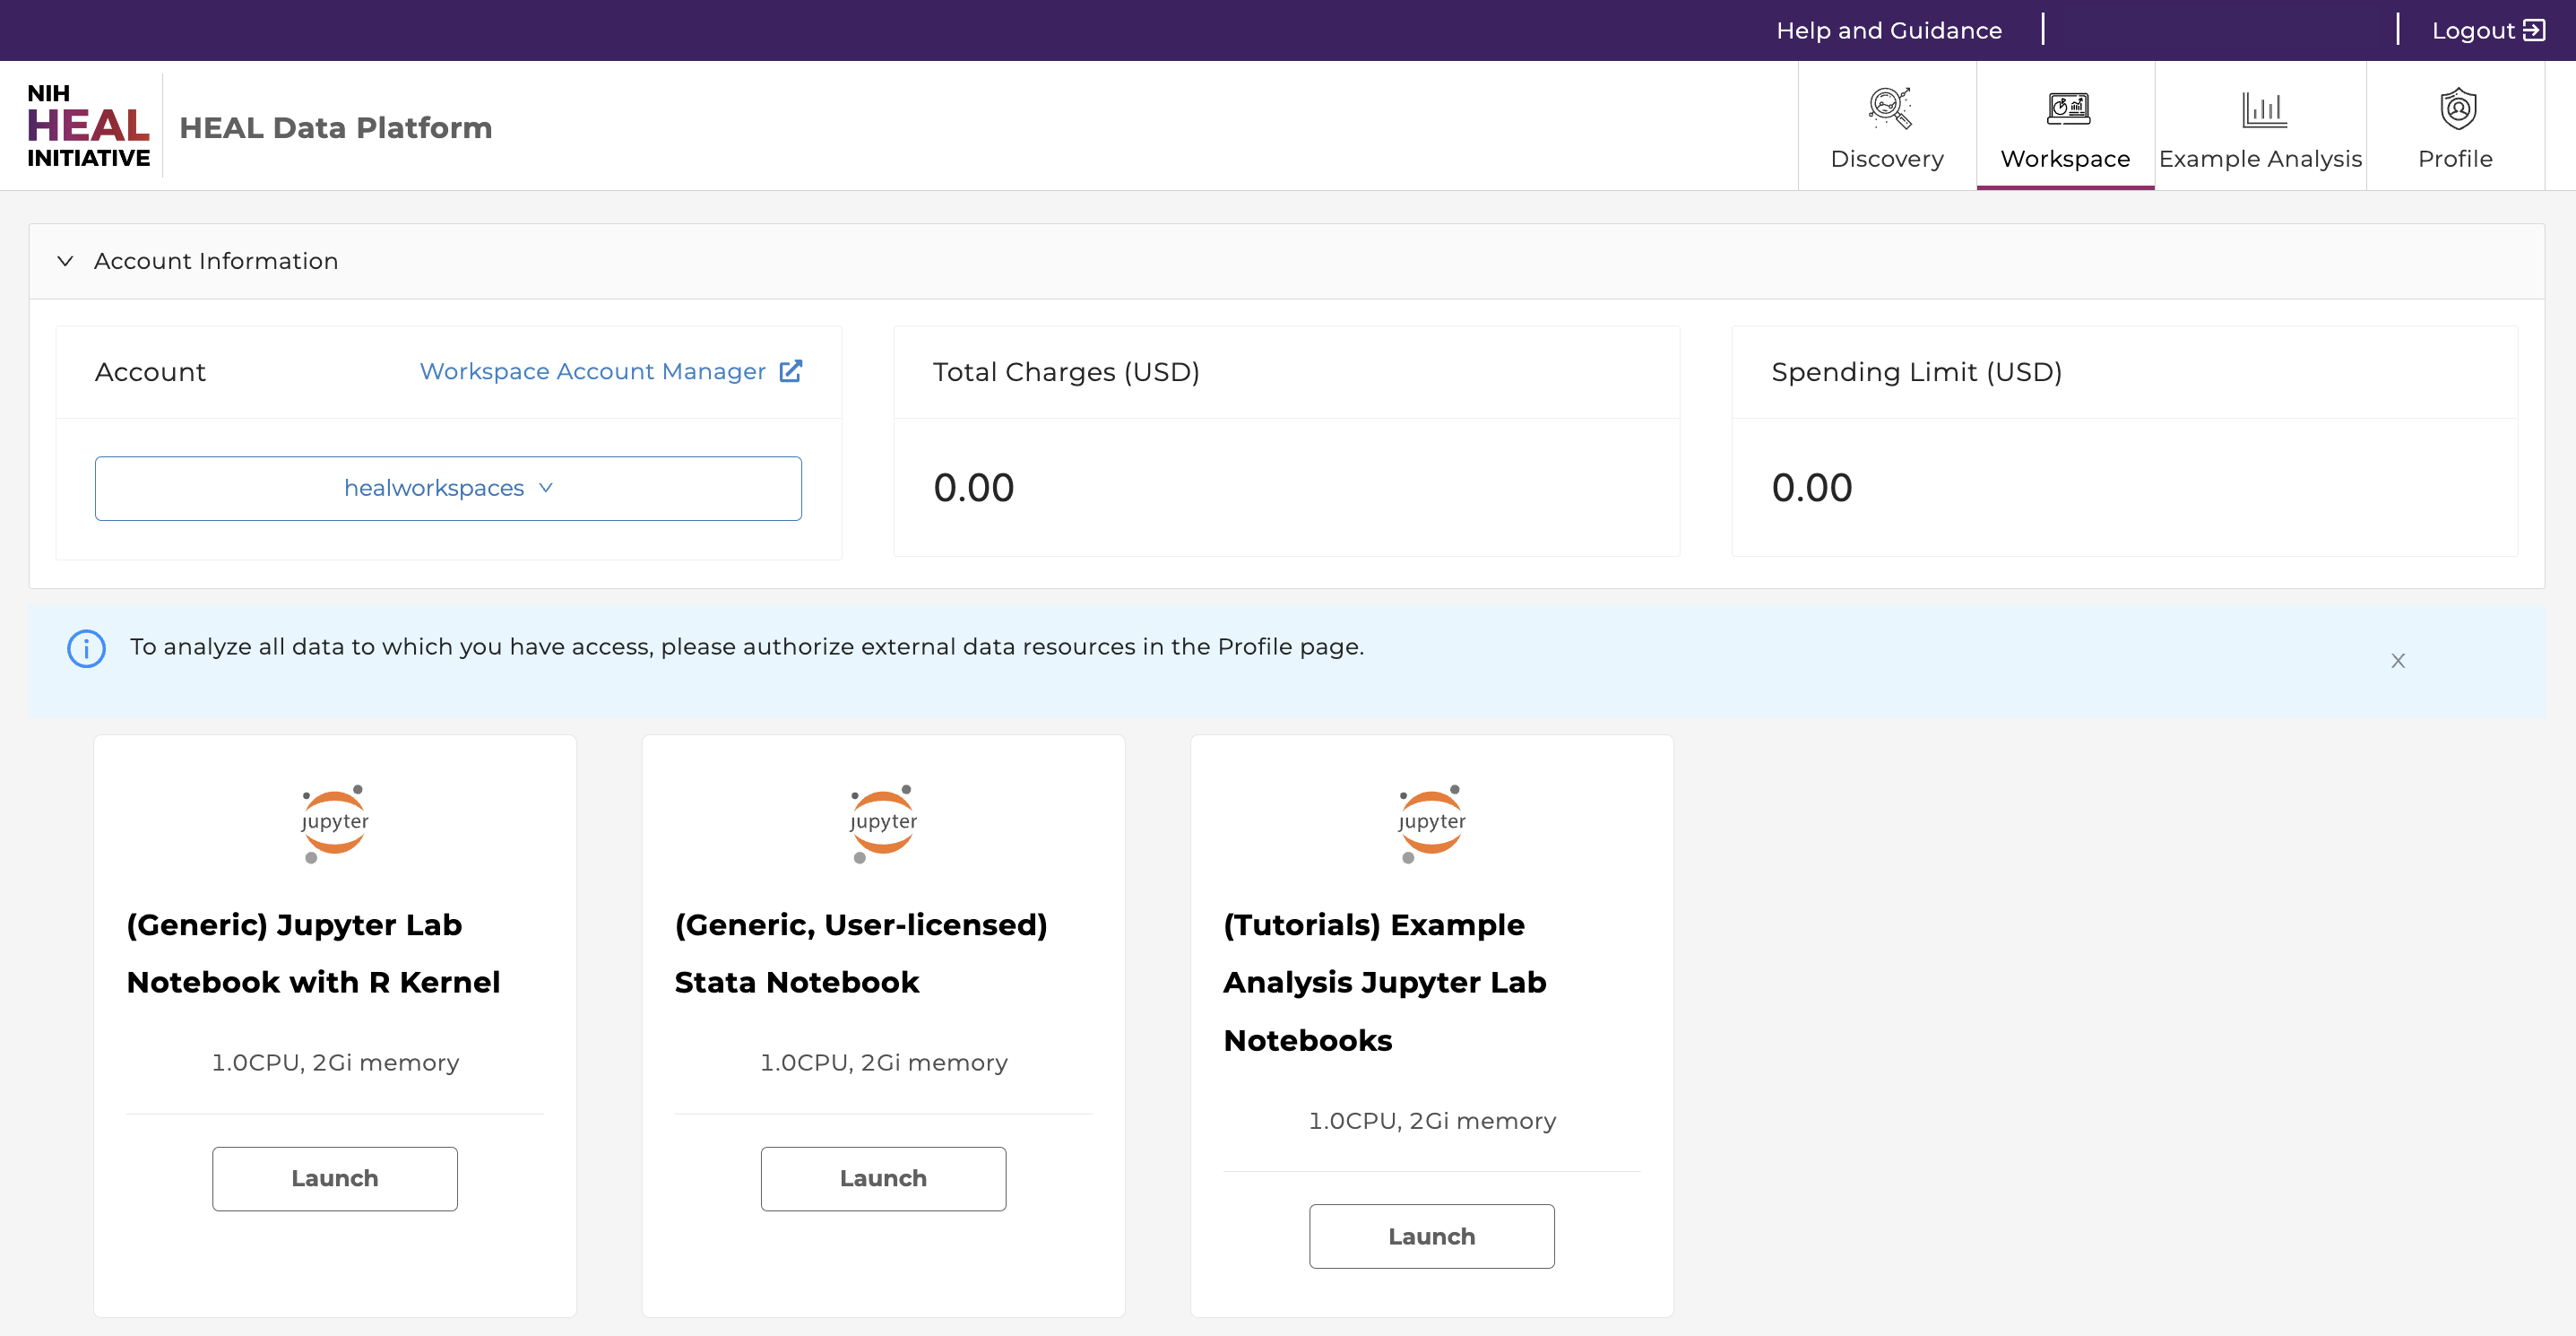 Help and Guidance
Logout
NIH
HEAL
INITIATIVE
HEAL Data Platform
Discovery
Workspace
Example Analysis
Profile
Account Information
Account
Workspace Account Manager
healworkspaces
Total Charges (USD)
0.00
Spending Limit (USD)
0.00
To analyze all data to which you have access, please authorize external data resources in the Profile page.
jupyter
(Generic) Jupyter Lab
Notebook with R Kernel
1.0CPU, 2Gi memory
Launch
jupyter
(Generic, User-licensed)
Stata Notebook
1.0CPU, 2Gi memory
Launch
jupyter
(Tutorials) Example
Analysis Jupyter Lab
Notebooks
1.0CPU, 2Gi memory
Launch